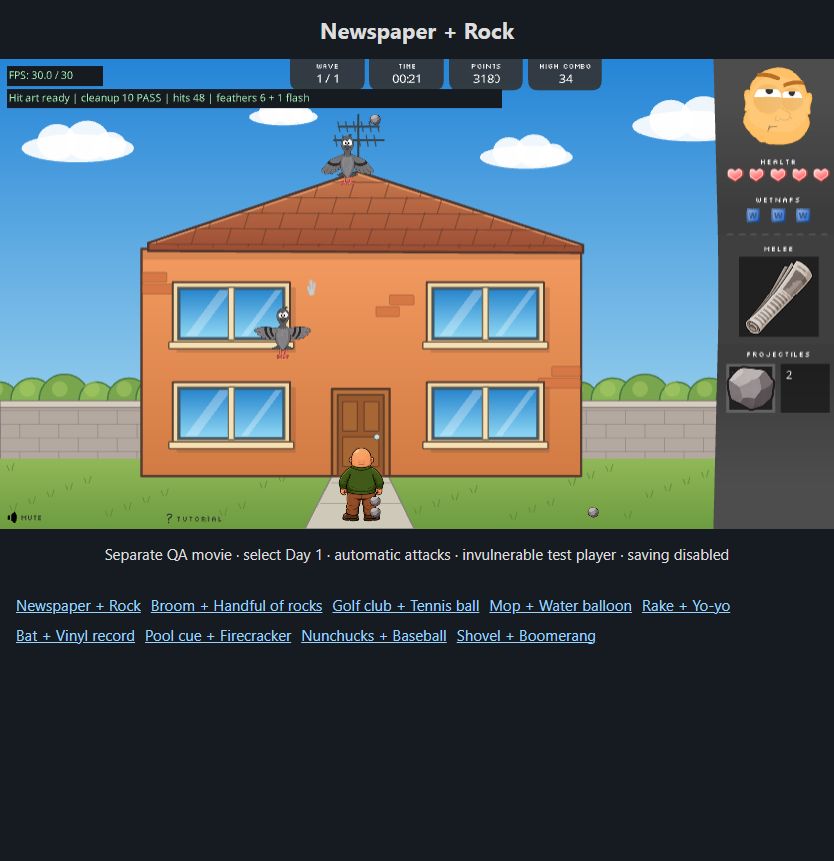 Newspaper + Rock
FPS: 30.0 / 30
WAVE
1 / 1
TIME
00:21
POINTS
3180
HIGH COMBO
34
Hit art ready | cleanup 10 PASS | hits 48 | feathers 6 + 1 flash
HEALTH
WETNAPS
W W W
MELEE
PROJECTILES
2
MUTE
? TUTORIAL
Separate QA movie · select Day 1 · automatic attacks · invulnerable test player · saving disabled
Newspaper + Rock Broom + Handful of rocks Golf club + Tennis ball Mop + Water balloon Rake + Yo-yo
Bat + Vinyl record Pool cue + Firecracker Nunchucks + Baseball Shovel + Boomerang